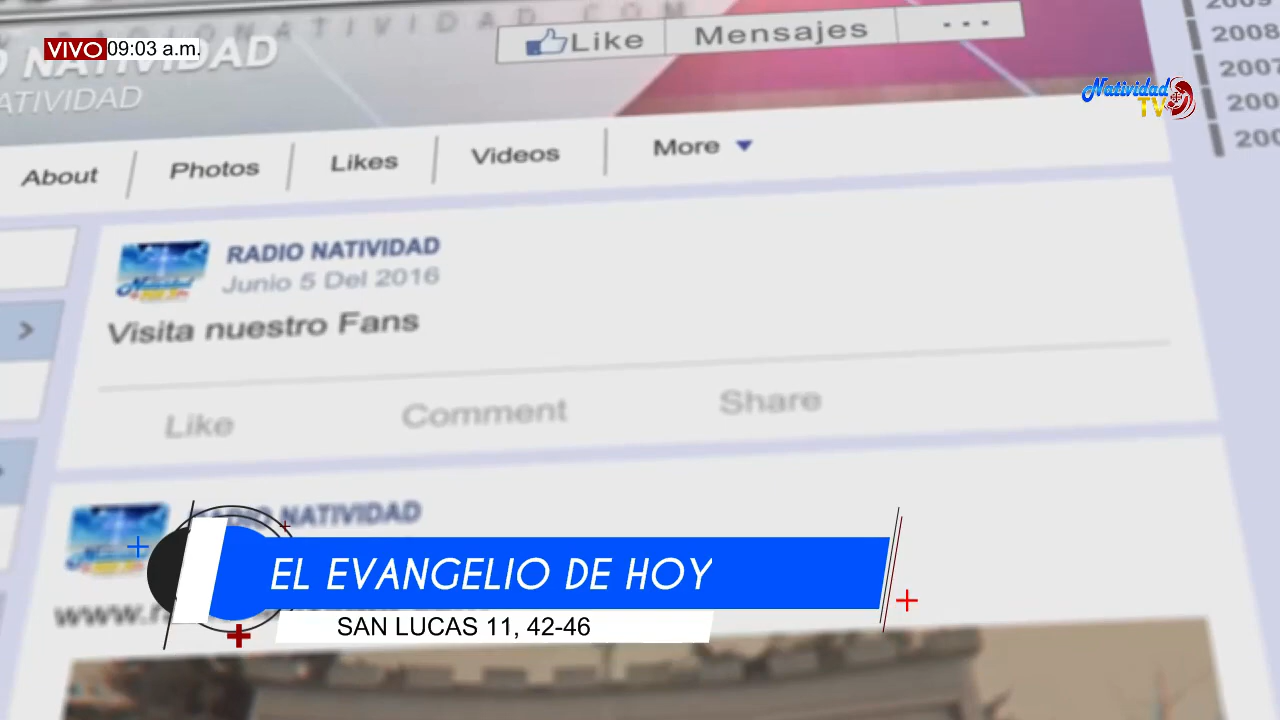 VIVO 09:03 a.m.
NATIVIDAD
Like
Mensajes
...
Natividad
TV
2008
2007
About
Photos
Likes
Videos
More
RADIO NATIVIDAD
Junio 5 Del 2016
Visita nuestro Fans
Like
Comment
Share
NATIVIDAD
EL EVANGELIO DE HOY
SAN LUCAS 11, 42-46